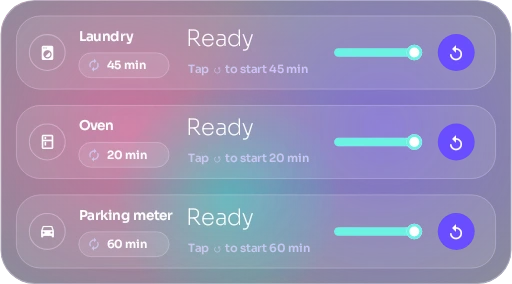 Laundry
Ready
45 min
Tap ↺ to start 45 min
Oven
Ready
20 min
Tap ↺ to start 20 min
Parking meter
Ready
60 min
Tap ↺ to start 60 min